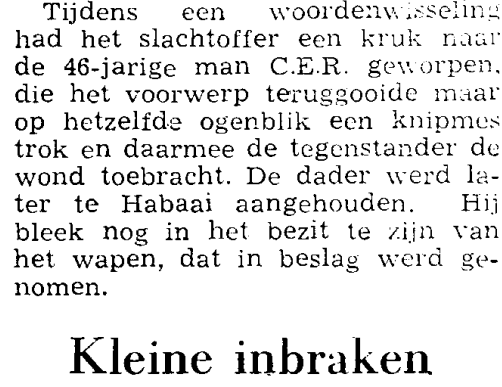 Tijdens een woordenwisseling
had het slachtoffer een kruk naar
de 46-jarige man C.E.R. geworpen,
die het voorwerp teruggooide maar
op hetzelfde ogenblik een knipmes
trok en daarmee de tegenstander de
wond toebracht. De dader werd la-
ter te Habaai aangehouden. Hij
bleek nog in het bezit te zijn van
het wapen, dat in beslag werd ge-
nomen.
Kleine inbraken